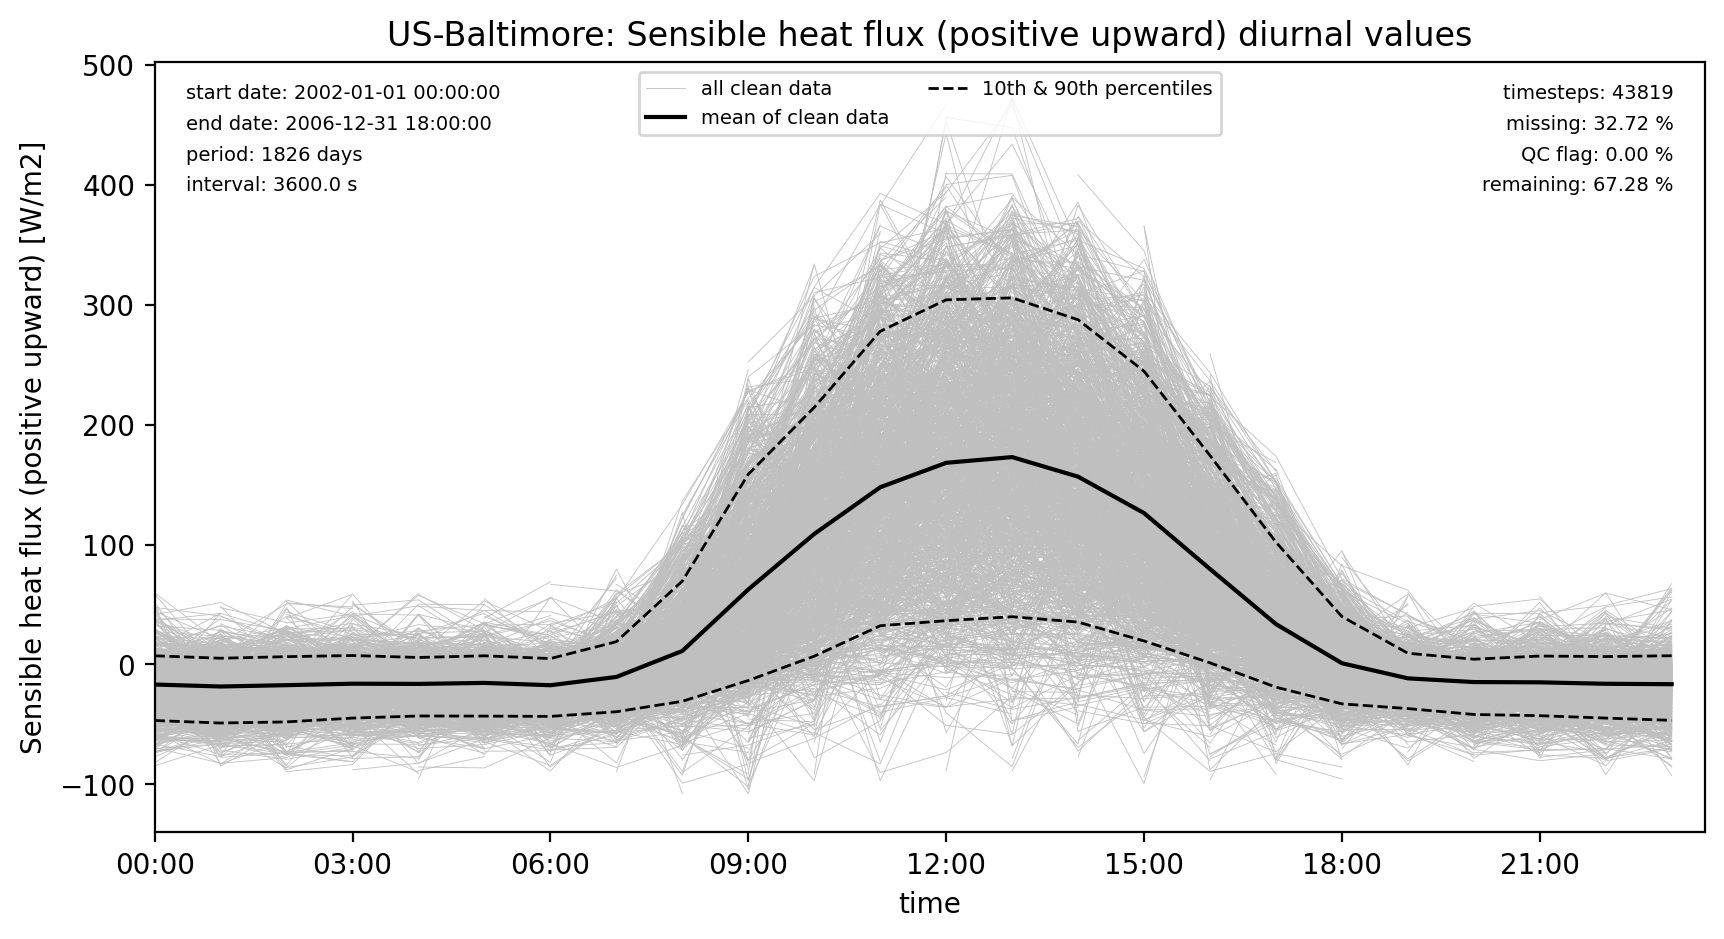 US-Baltimore: Sensible heat flux (positive upward) diurnal values
start date: 2002-01-01 00:00:00
end date: 2006-12-31 18:00:00
period: 1826 days
interval: 3600.0 s
all clean data
mean of clean data
10th & 90th percentiles
timesteps: 43819
missing: 32.72 %
QC flag: 0.00 %
remaining: 67.28 %
Sensible heat flux (positive upward) [W/m2]
500
400
300
200
100
0
−100
00:00 03:00 06:00 09:00 12:00 15:00 18:00 21:00
time